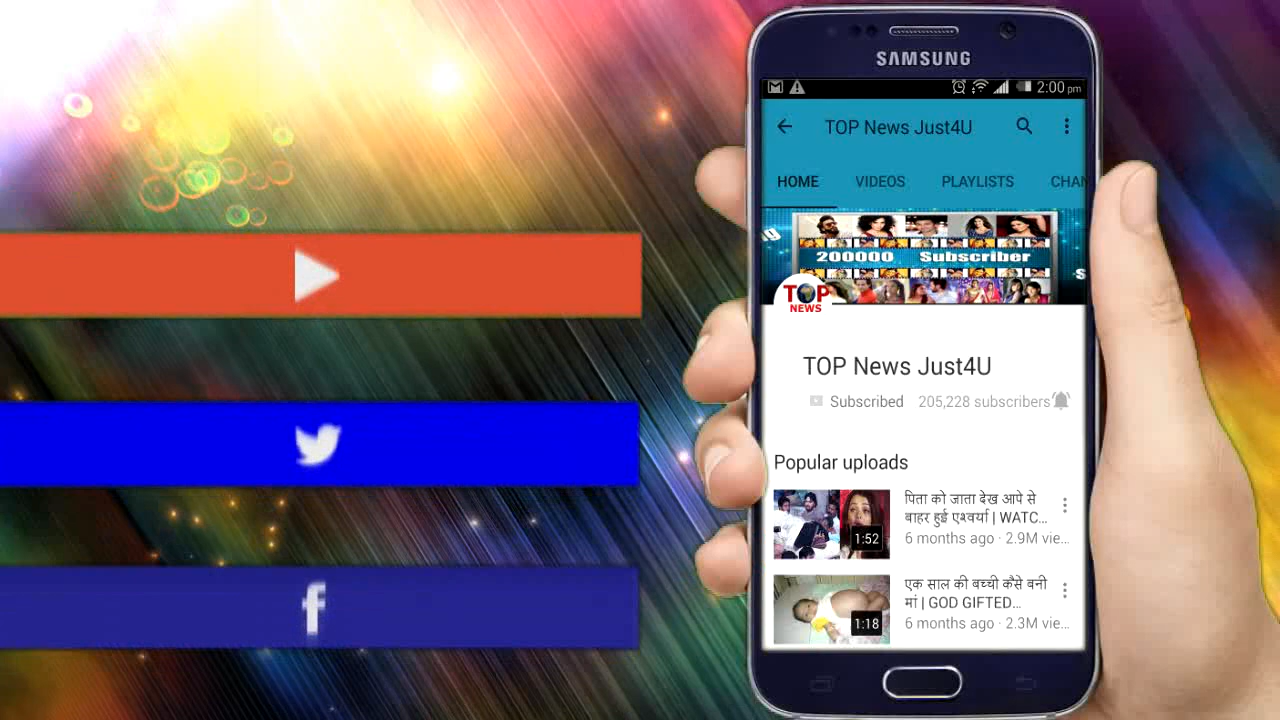 SAMSUNG
2:00 pm
TOP News Just4U
HOME VIDEOS PLAYLISTS CHAN
200000 Subscriber
TOP
NEWS
TOP News Just4U
Subscribed 205,228 subscribers
Popular uploads
पिता को जाता देख आपे से
बाहर हुई एश्वर्या | WATC...
1:52
6 months ago · 2.9M vie...
एक साल की बच्ची कैसे बनी
मां | GOD GIFTED...
1:18
6 months ago · 2.3M vie...